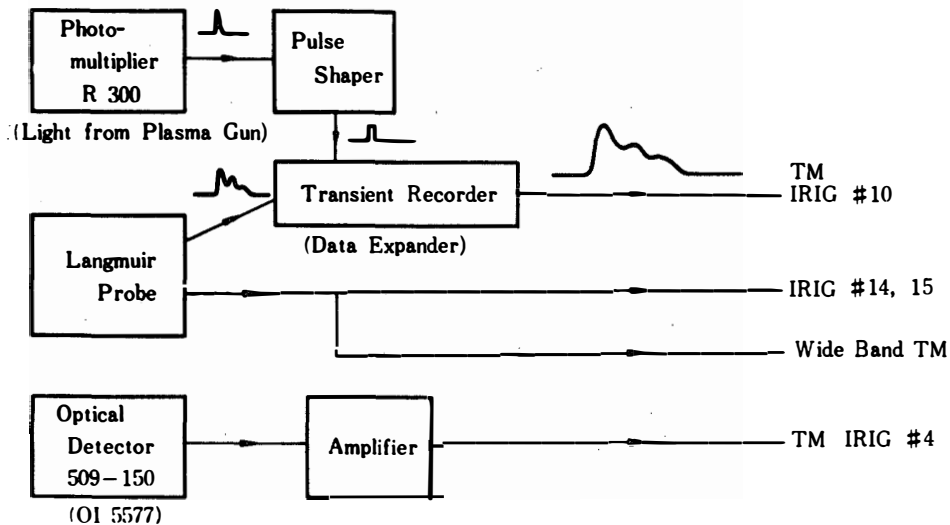 Photo-
multiplier
R 300
(Light from Plasma Gun)
Pulse
Shaper
Transient Recorder
(Data Expander)
TM
IRIG #10
Langmuir
Probe
IRIG #14, 15
Wide Band TM
Optical
Detector
509-150
(OI 5577)
Amplifier
TM IRIG #4